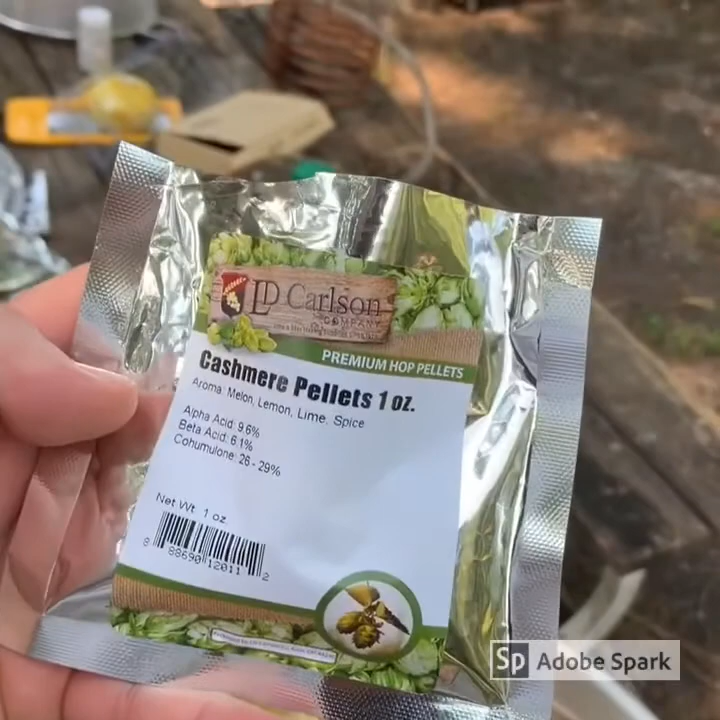 LD Carlson
COMPANY
PREMIUM HOP PELLETS
Cashmere Pellets 1 oz.
Aroma: Melon, Lemon, Lime, Spice
Alpha Acid: 9.6%
Beta Acid: 6.1%
Cohumulone: 26 - 29%
Net Wt. 1 oz.
8 88690 12011 2
Sp Adobe Spark